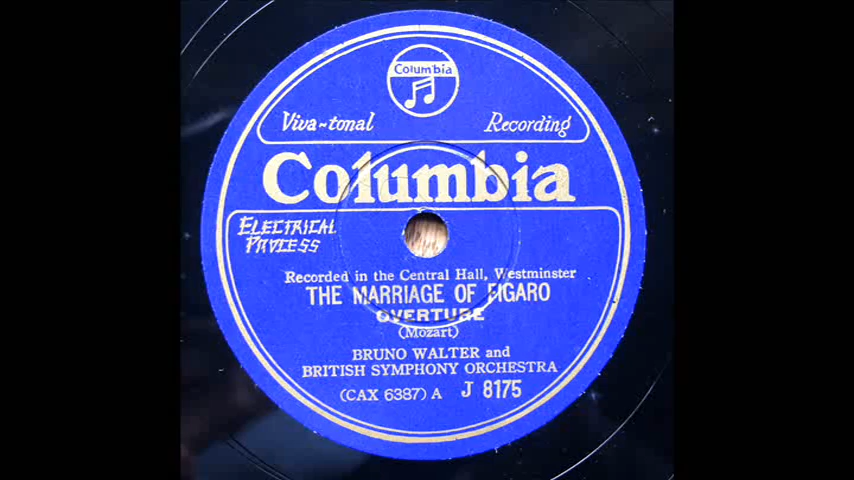 Columbia
Viva-tonal Recording
Columbia
ELECTRICAL
PROCESS
Recorded in the Central Hall, Westminster
THE MARRIAGE OF FIGARO
OVERTURE
(Mozart)
BRUNO WALTER and
BRITISH SYMPHONY ORCHESTRA
(CAX 6387) A J 8175